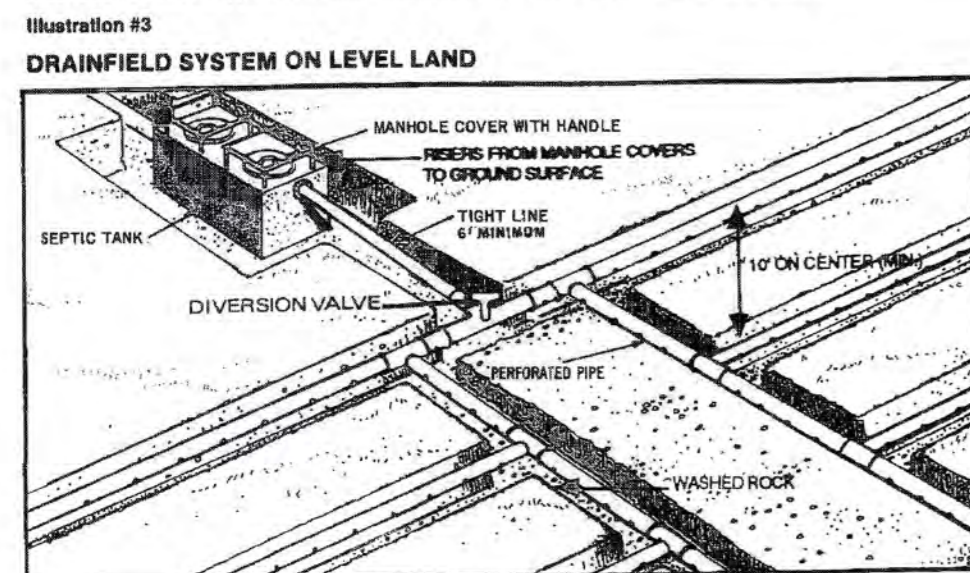 Illustration #3
DRAINFIELD SYSTEM ON LEVEL LAND
MANHOLE COVER WITH HANDLE
RISERS FROM MANHOLE COVERS
TO GROUND SURFACE
SEPTIC TANK
TIGHT LINE
6' MINIMUM
10' ON CENTER (MIN.)
DIVERSION VALVE
PERFORATED PIPE
WASHED ROCK